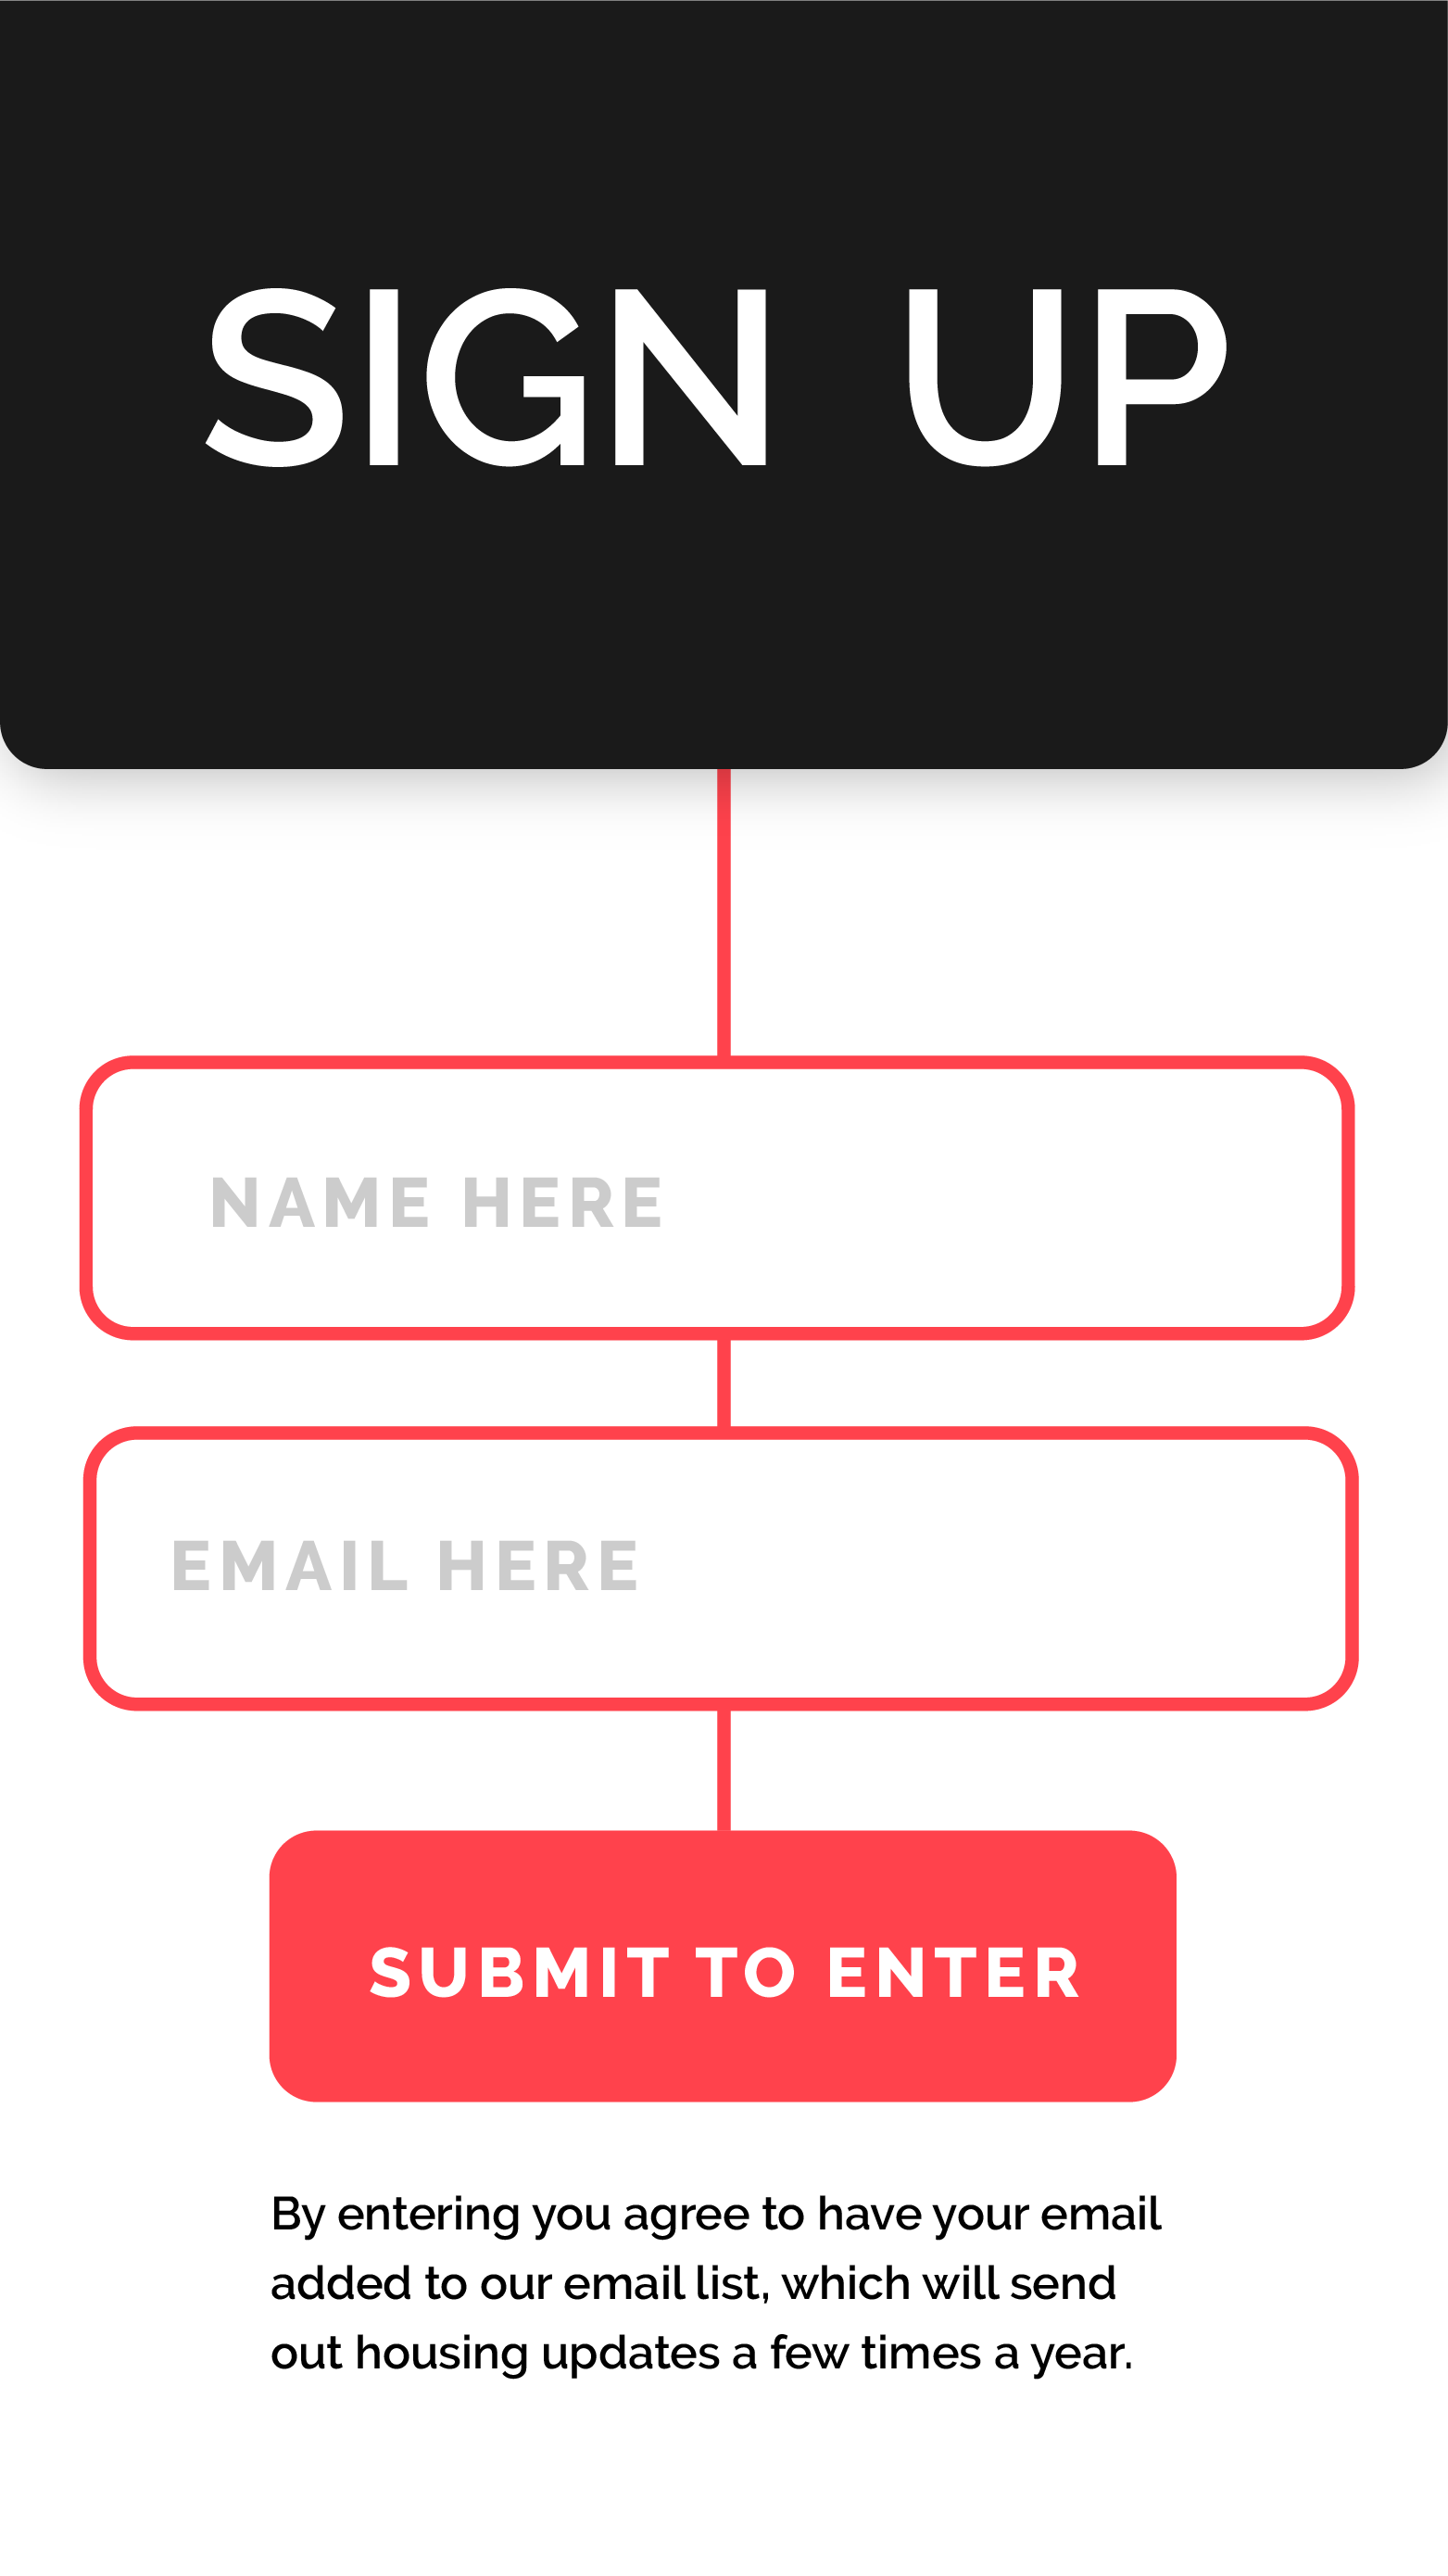 SIGN UP
NAME HERE
EMAIL HERE
SUBMIT TO ENTER
By entering you agree to have your email
added to our email list, which will send
out housing updates a few times a year.